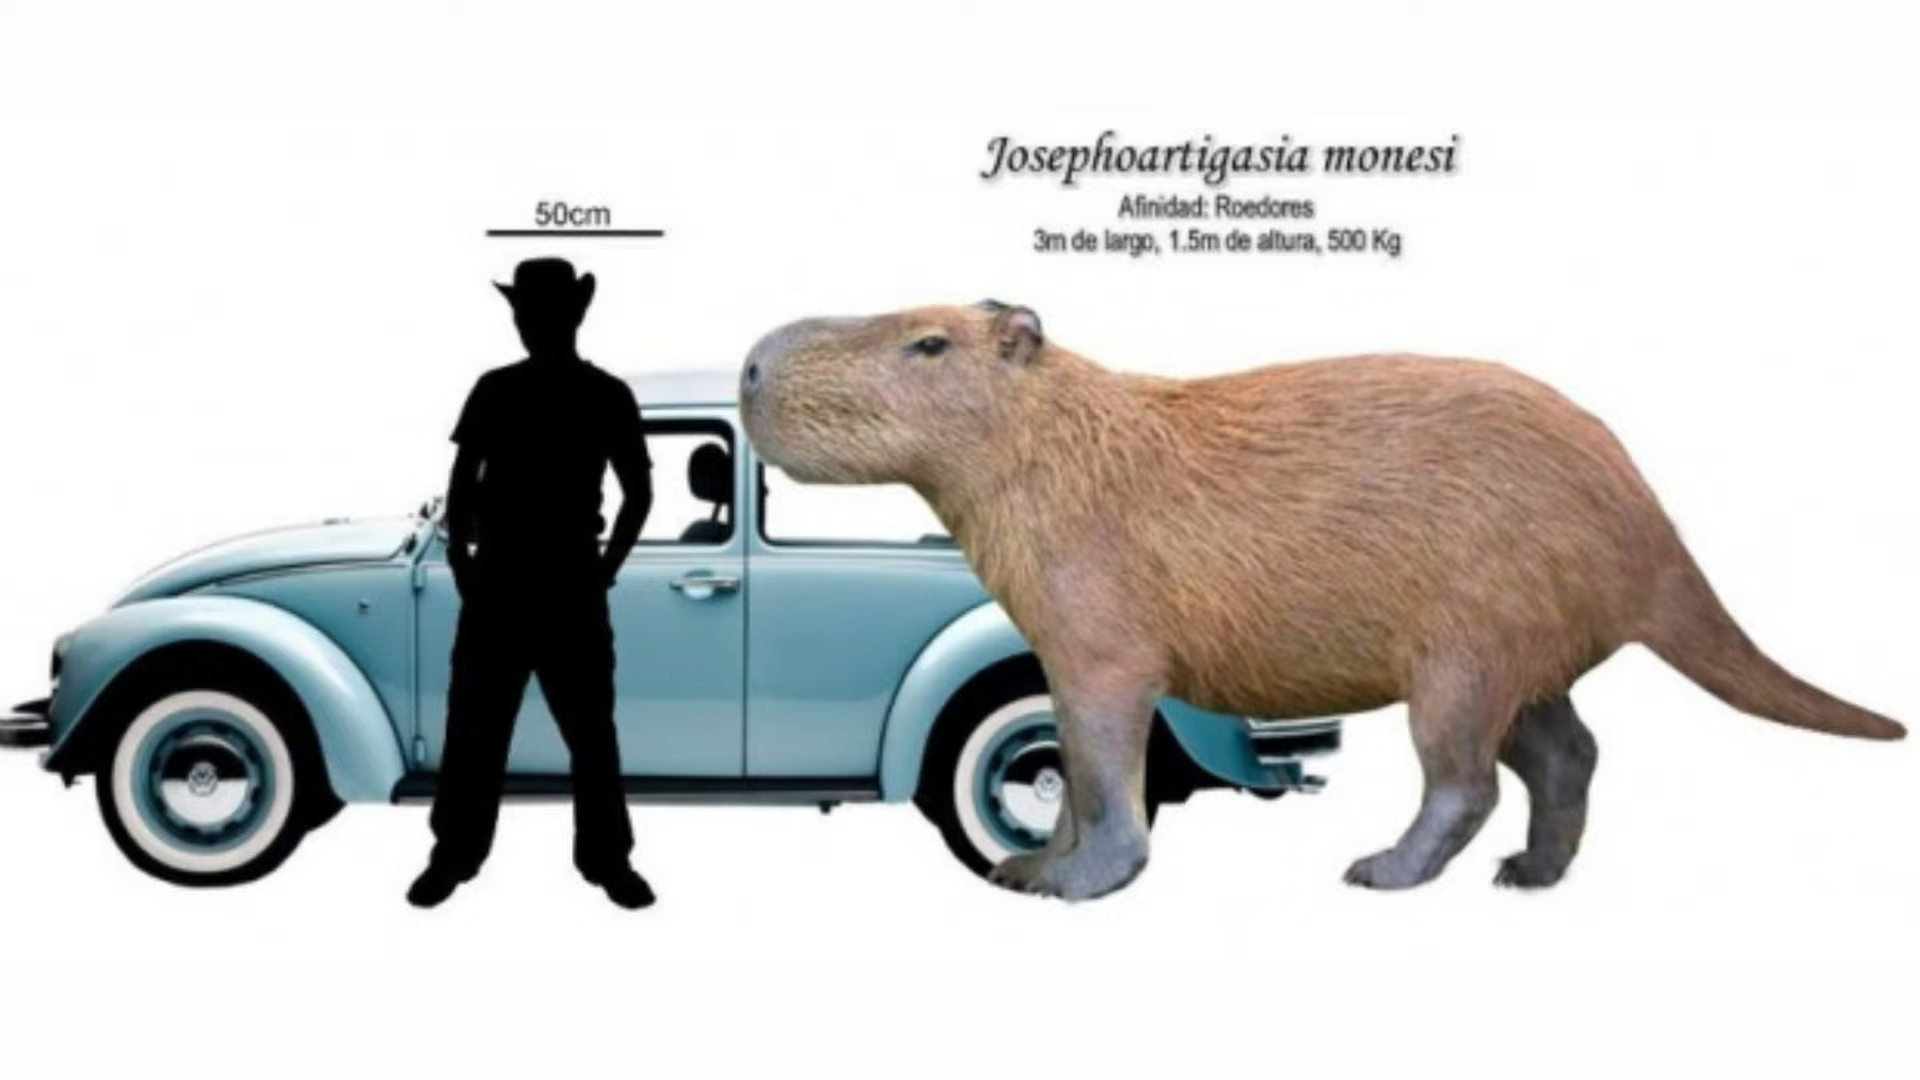 Josephoartigasia monesi
Afinidad: Roedores
3m de largo, 1.5m de altura, 500 Kg
50cm